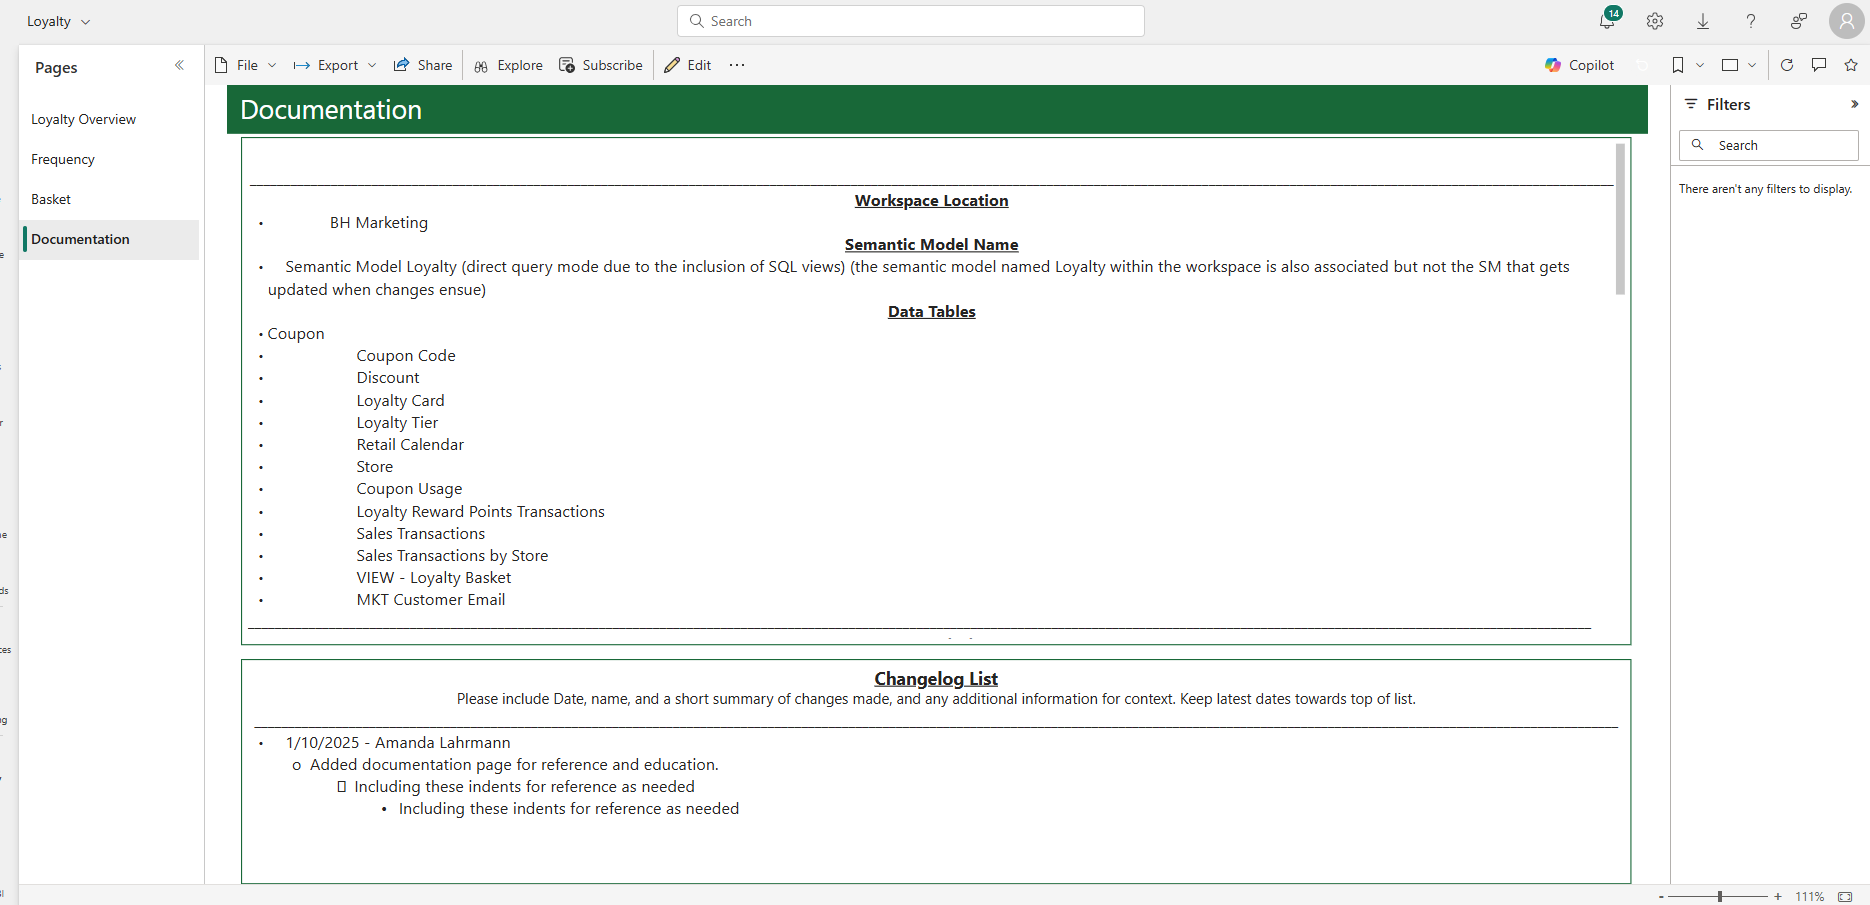 Loyalty
Search
14
Pages
File
Export
Share
Explore
Subscribe
Edit
Copilot
Loyalty Overview
Frequency
Basket
Documentation
Documentation
Workspace Location
• BH Marketing
Semantic Model Name
• Semantic Model Loyalty (direct query mode due to the inclusion of SQL views) (the semantic model named Loyalty within the workspace is also associated but not the SM that gets
updated when changes ensue)
Data Tables
• Coupon
• Coupon Code
• Discount
• Loyalty Card
• Loyalty Tier
• Retail Calendar
• Store
• Coupon Usage
• Loyalty Reward Points Transactions
• Sales Transactions
• Sales Transactions by Store
• VIEW - Loyalty Basket
• MKT Customer Email
Changelog List
Please include Date, name, and a short summary of changes made, and any additional information for context. Keep latest dates towards top of list.
• 1/10/2025 - Amanda Lahrmann
o Added documentation page for reference and education.
▯ Including these indents for reference as needed
• Including these indents for reference as needed
Filters
Search
There aren't any filters to display.
- + 111%